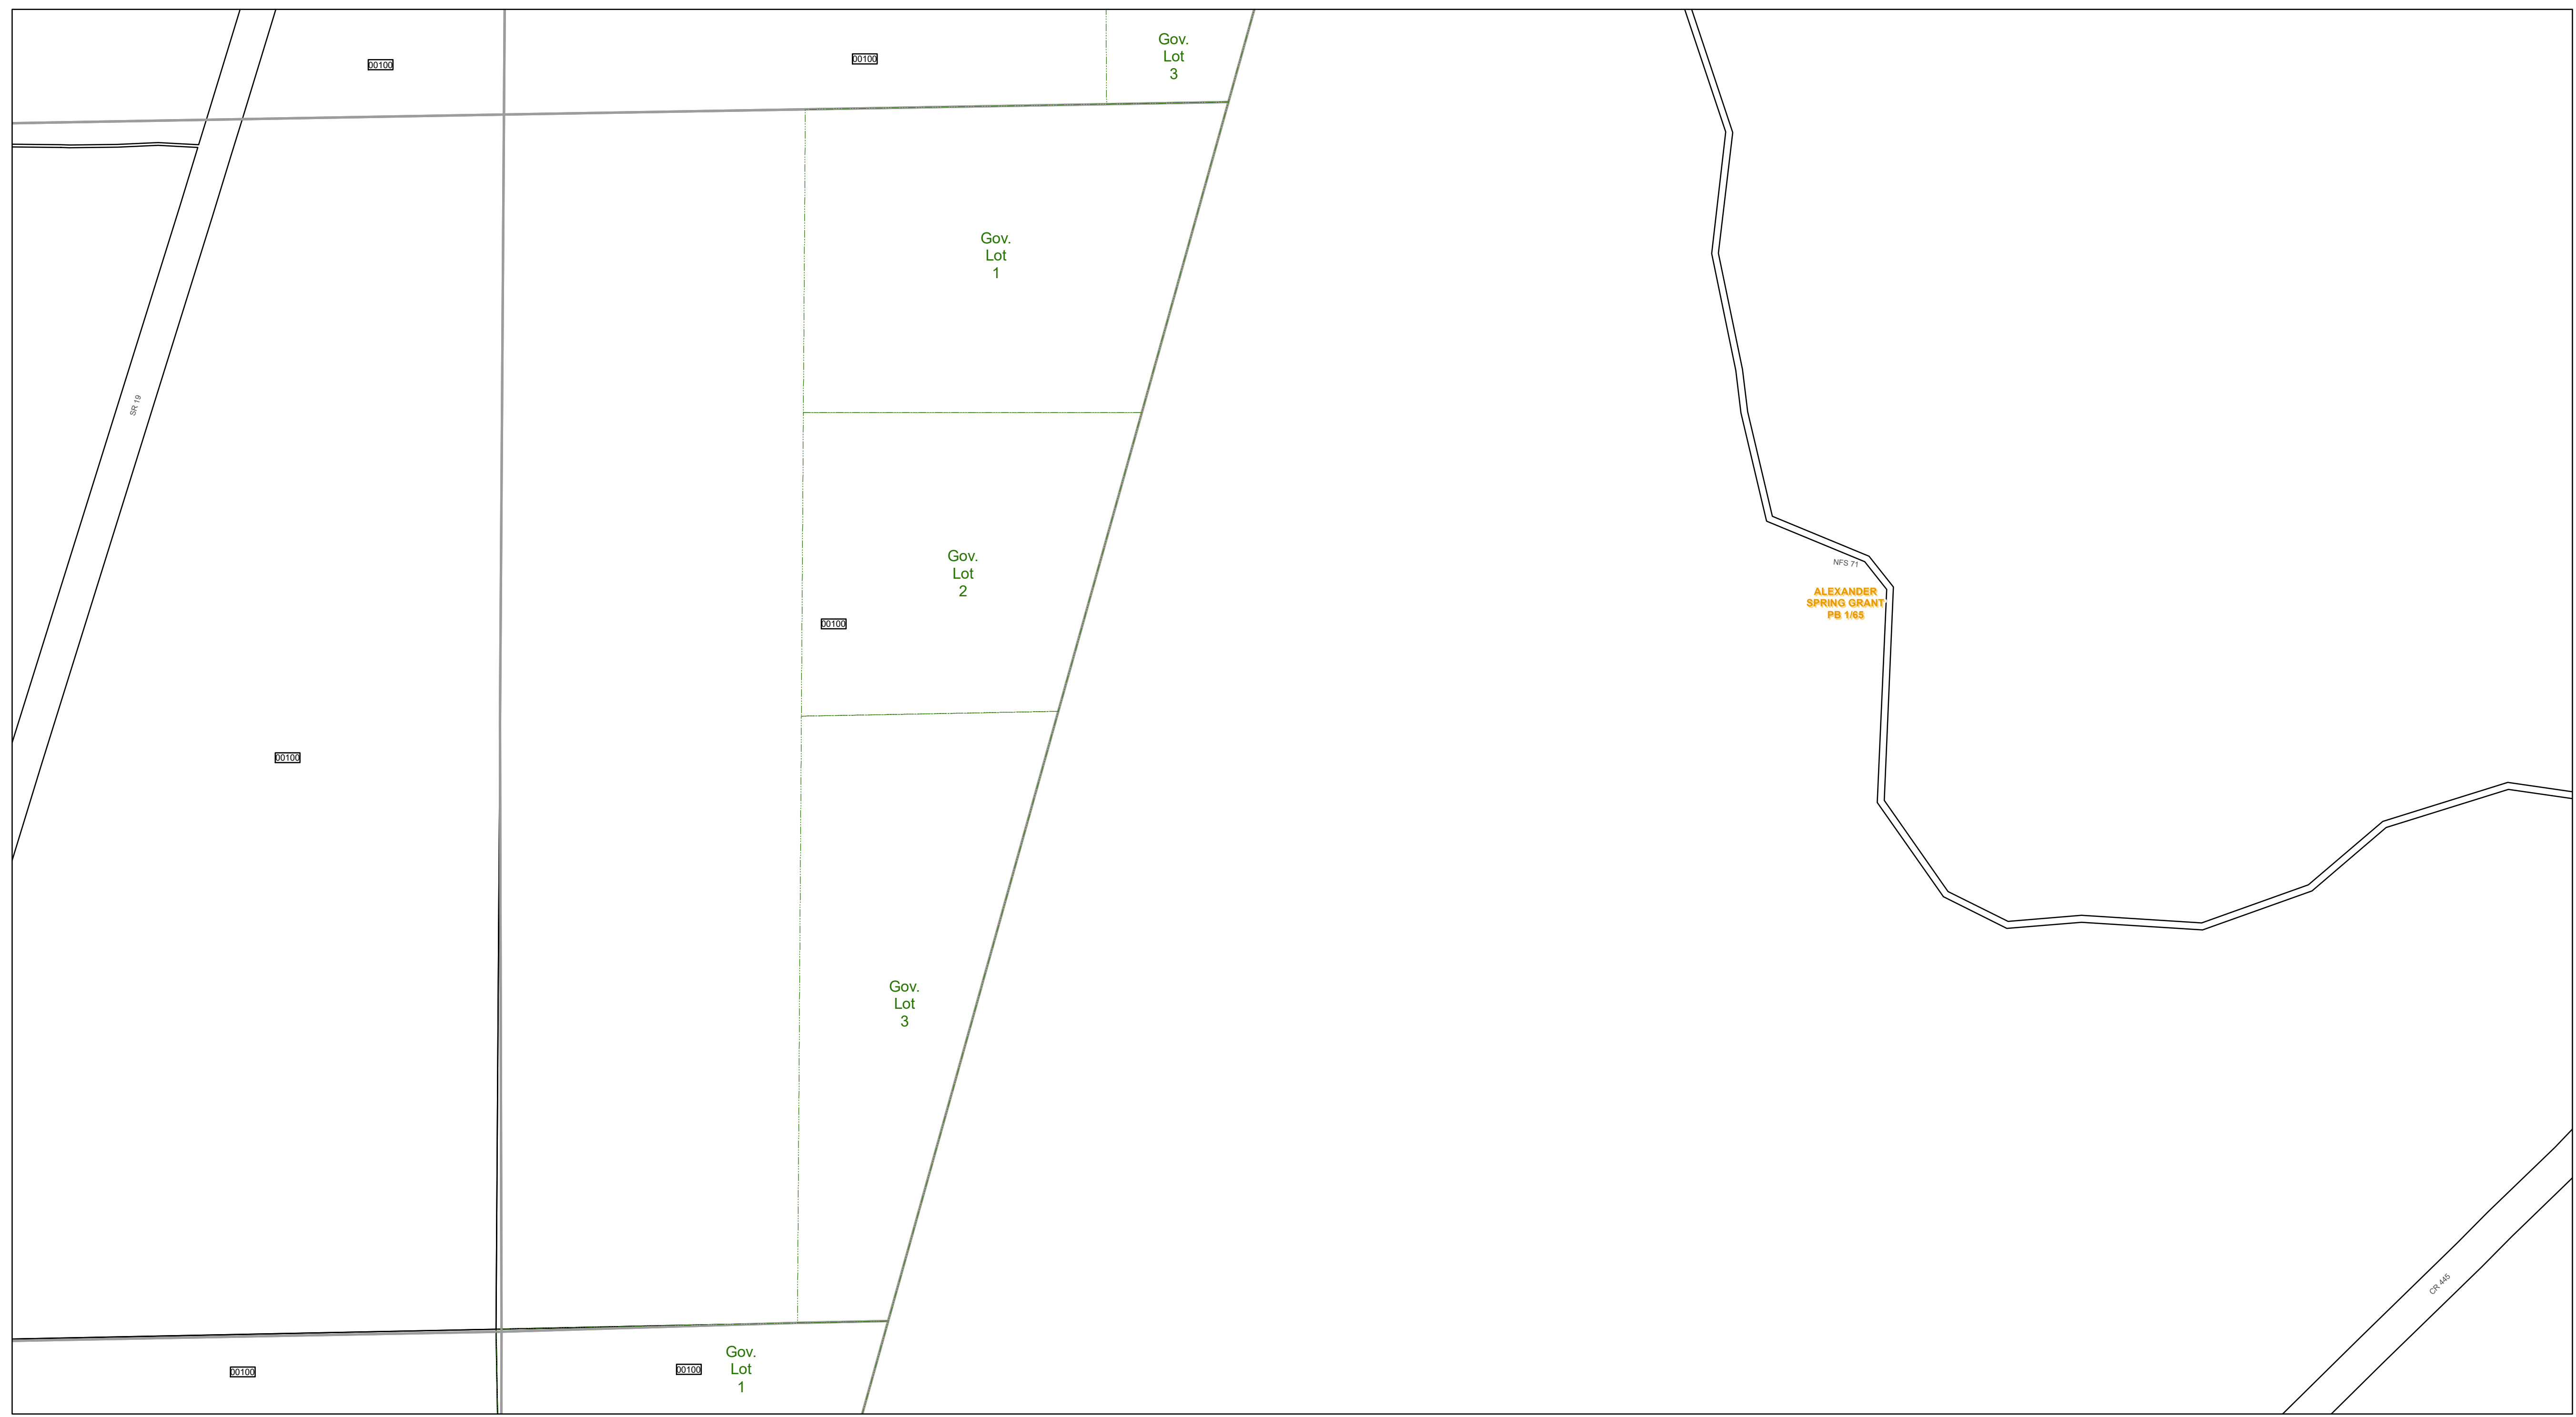 Gov.
Lot
3
00100
00100
Gov.
Lot
1
SR 19
Gov.
Lot
2
00100
NFS 71
ALEXANDER
SPRING GRANT
PB 1/65
00100
Gov.
Lot
3
CR 445
Gov.
Lot
1
00100
00100